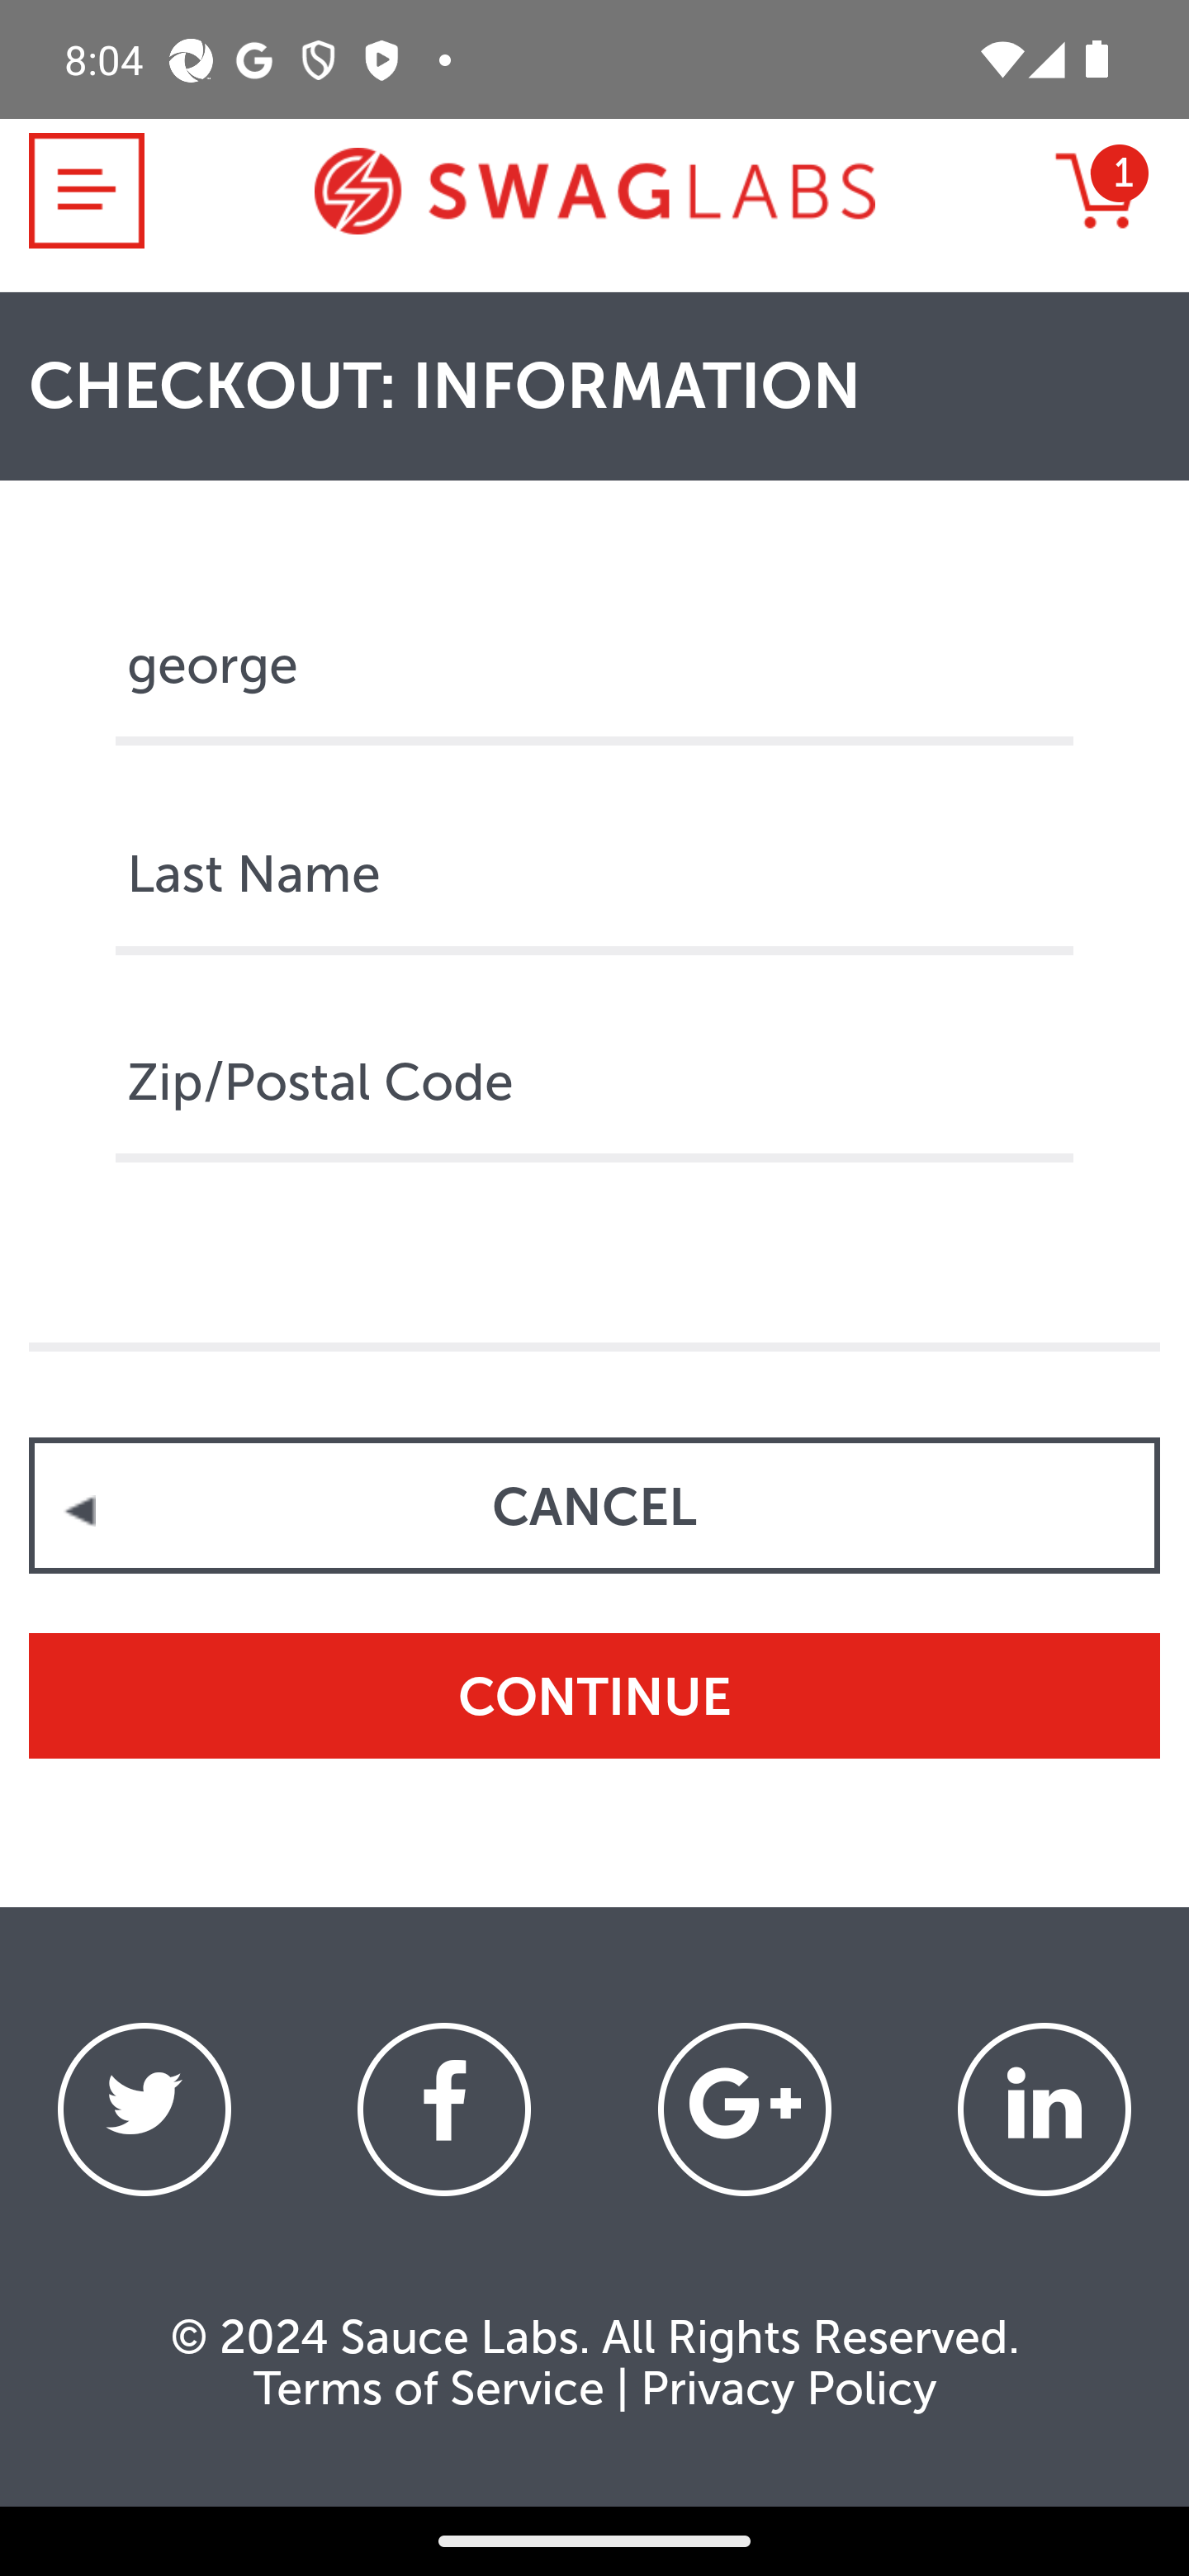 8:04
SWAGLABS
1
CHECKOUT: INFORMATION
george
Last Name
Zip/Postal Code
CANCEL
CONTINUE
© 2024 Sauce Labs. All Rights Reserved.
Terms of Service | Privacy Policy